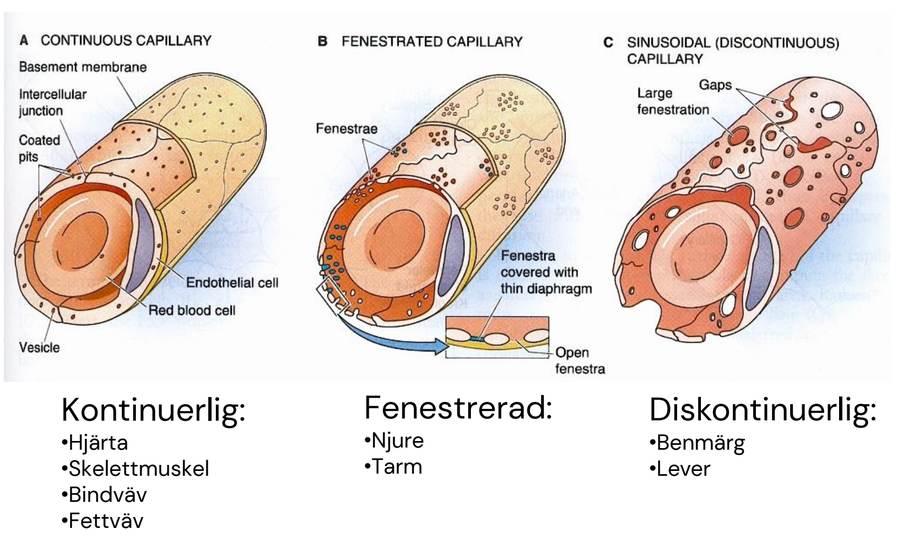 A CONTINUOUS CAPILLARY
Basement membrane
Intercellular
junction
Coated
pits
Endothelial cell
Red blood cell
Vesicle
B FENESTRATED CAPILLARY
Fenestrae
Fenestra
covered with
thin diaphragm
Open
fenestra
C SINUSOIDAL (DISCONTINUOUS)
CAPILLARY
Gaps
Large
fenestration
Kontinuerlig:
•Hjärta
•Skelettmuskel
•Bindväv
•Fettväv
Fenestrerad:
•Njure
•Tarm
Diskontinuerlig:
•Benmärg
•Lever